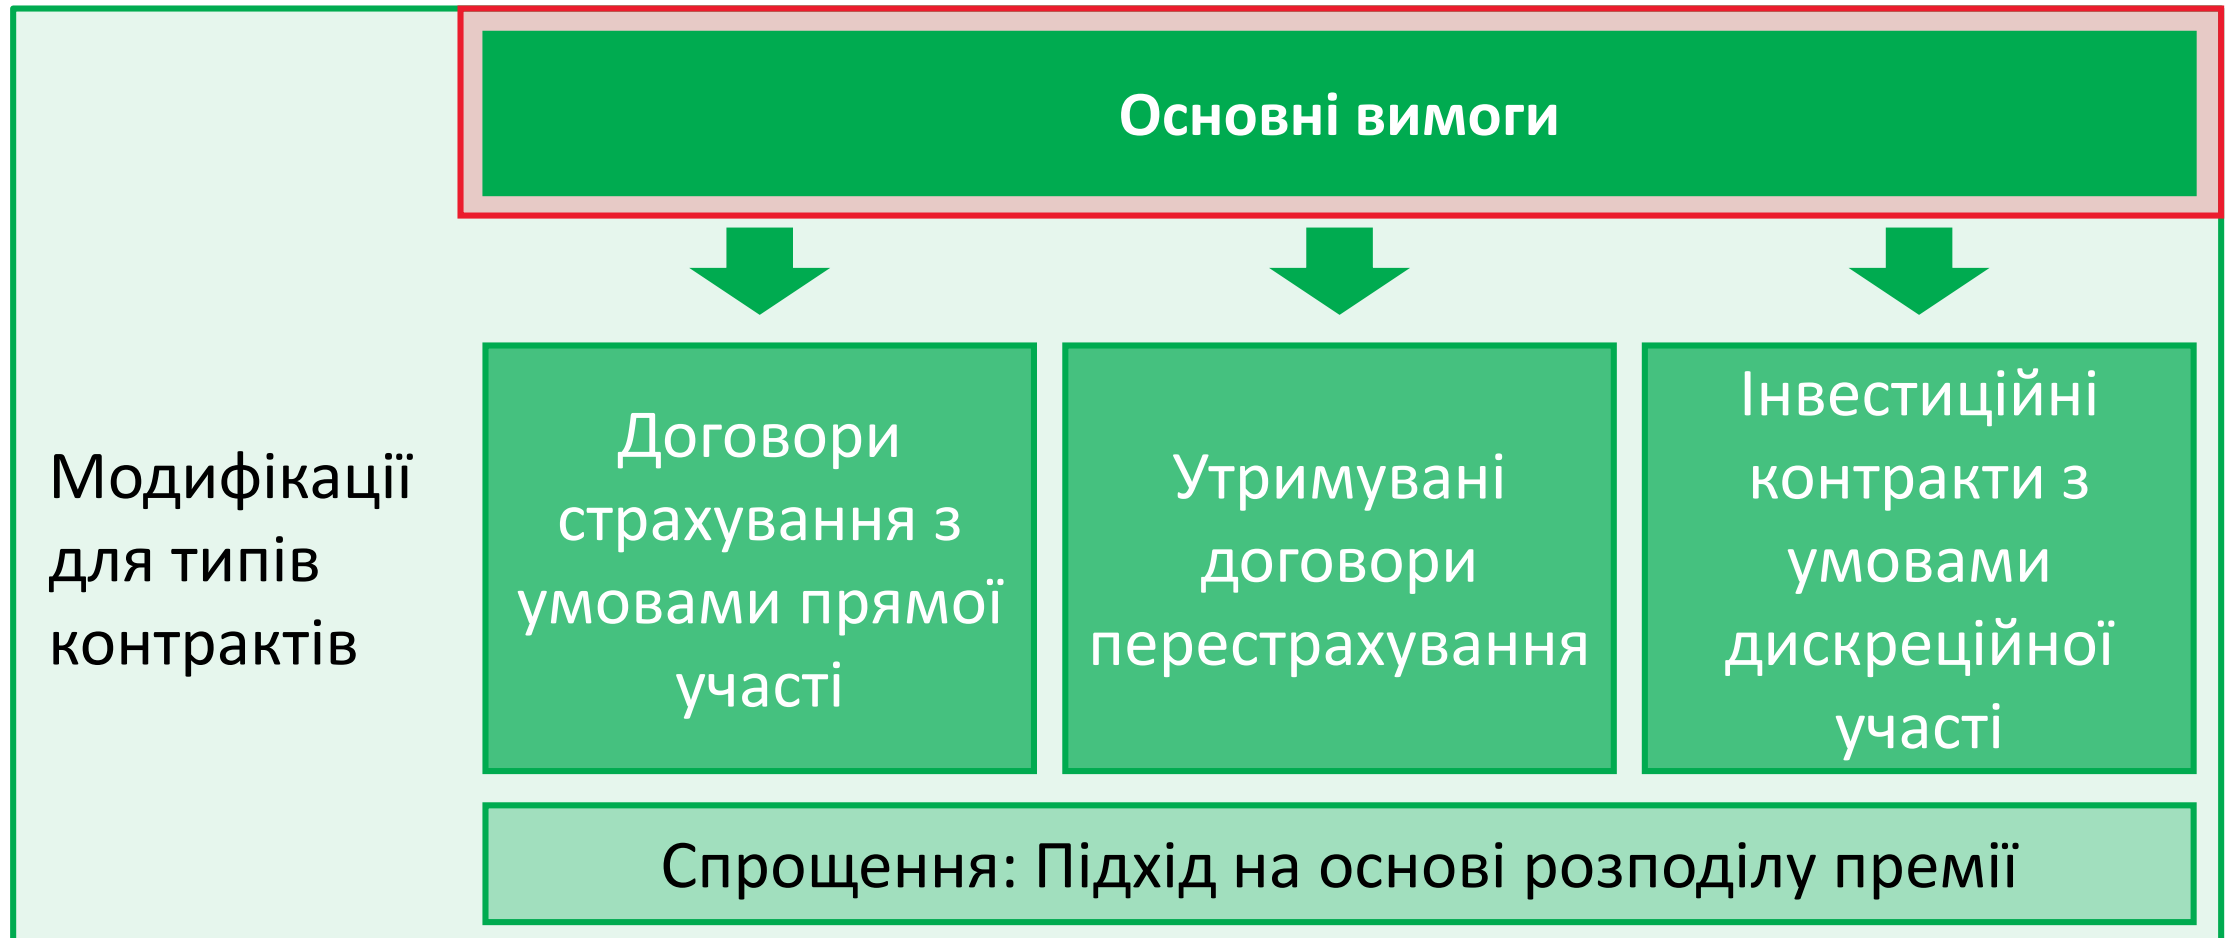 Основні вимоги
Модифікації
для типів
контрактів
Договори
страхування з
умовами прямої
участі
Утримувані
договори
перестрахування
Інвестиційні
контракти з
умовами
дискреційної
участі
Спрощення: Підхід на основі розподілу премії